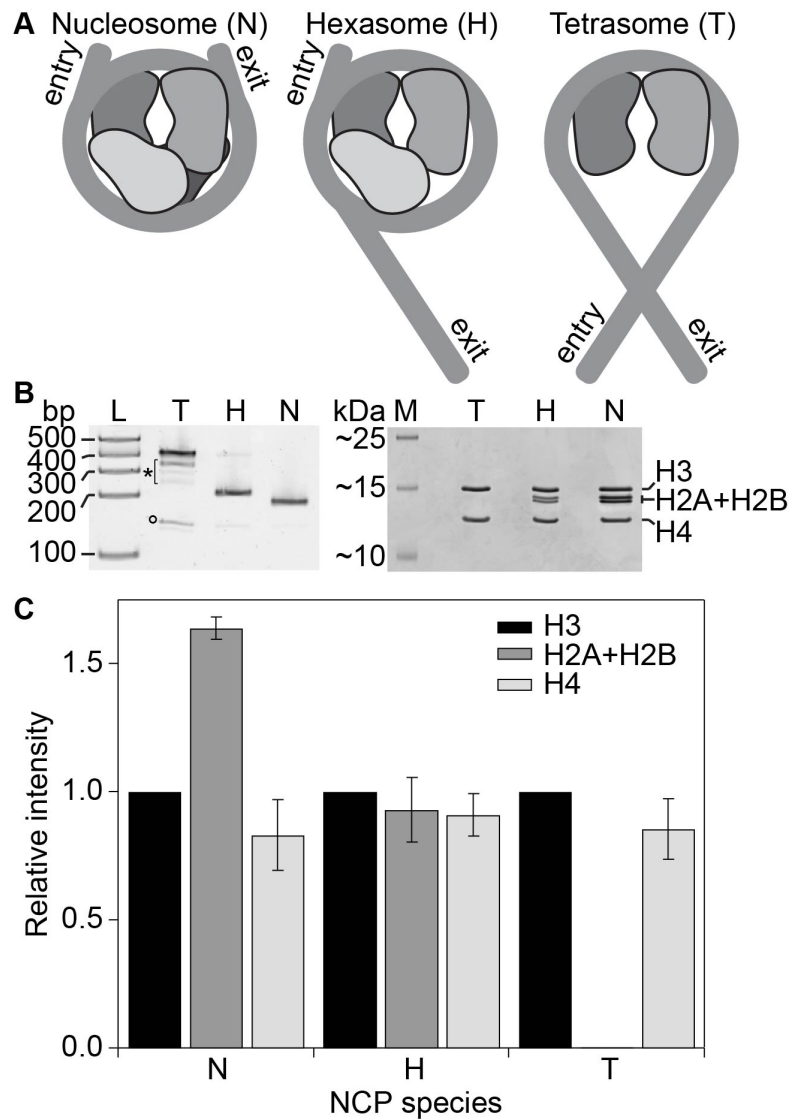 A Nucleosome (N) Hexasome (H) Tetrasome (T)
entry exit entry exit entry exit
B bp L T H N kDa M T H N
500
400
300
200
100
*
°
~25
~15
~10
H3
H2A+H2B
H4
C
H3
H2A+H2B
H4
Relative intensity
1.5
1.0
0.5
0.0
N H T
NCP species